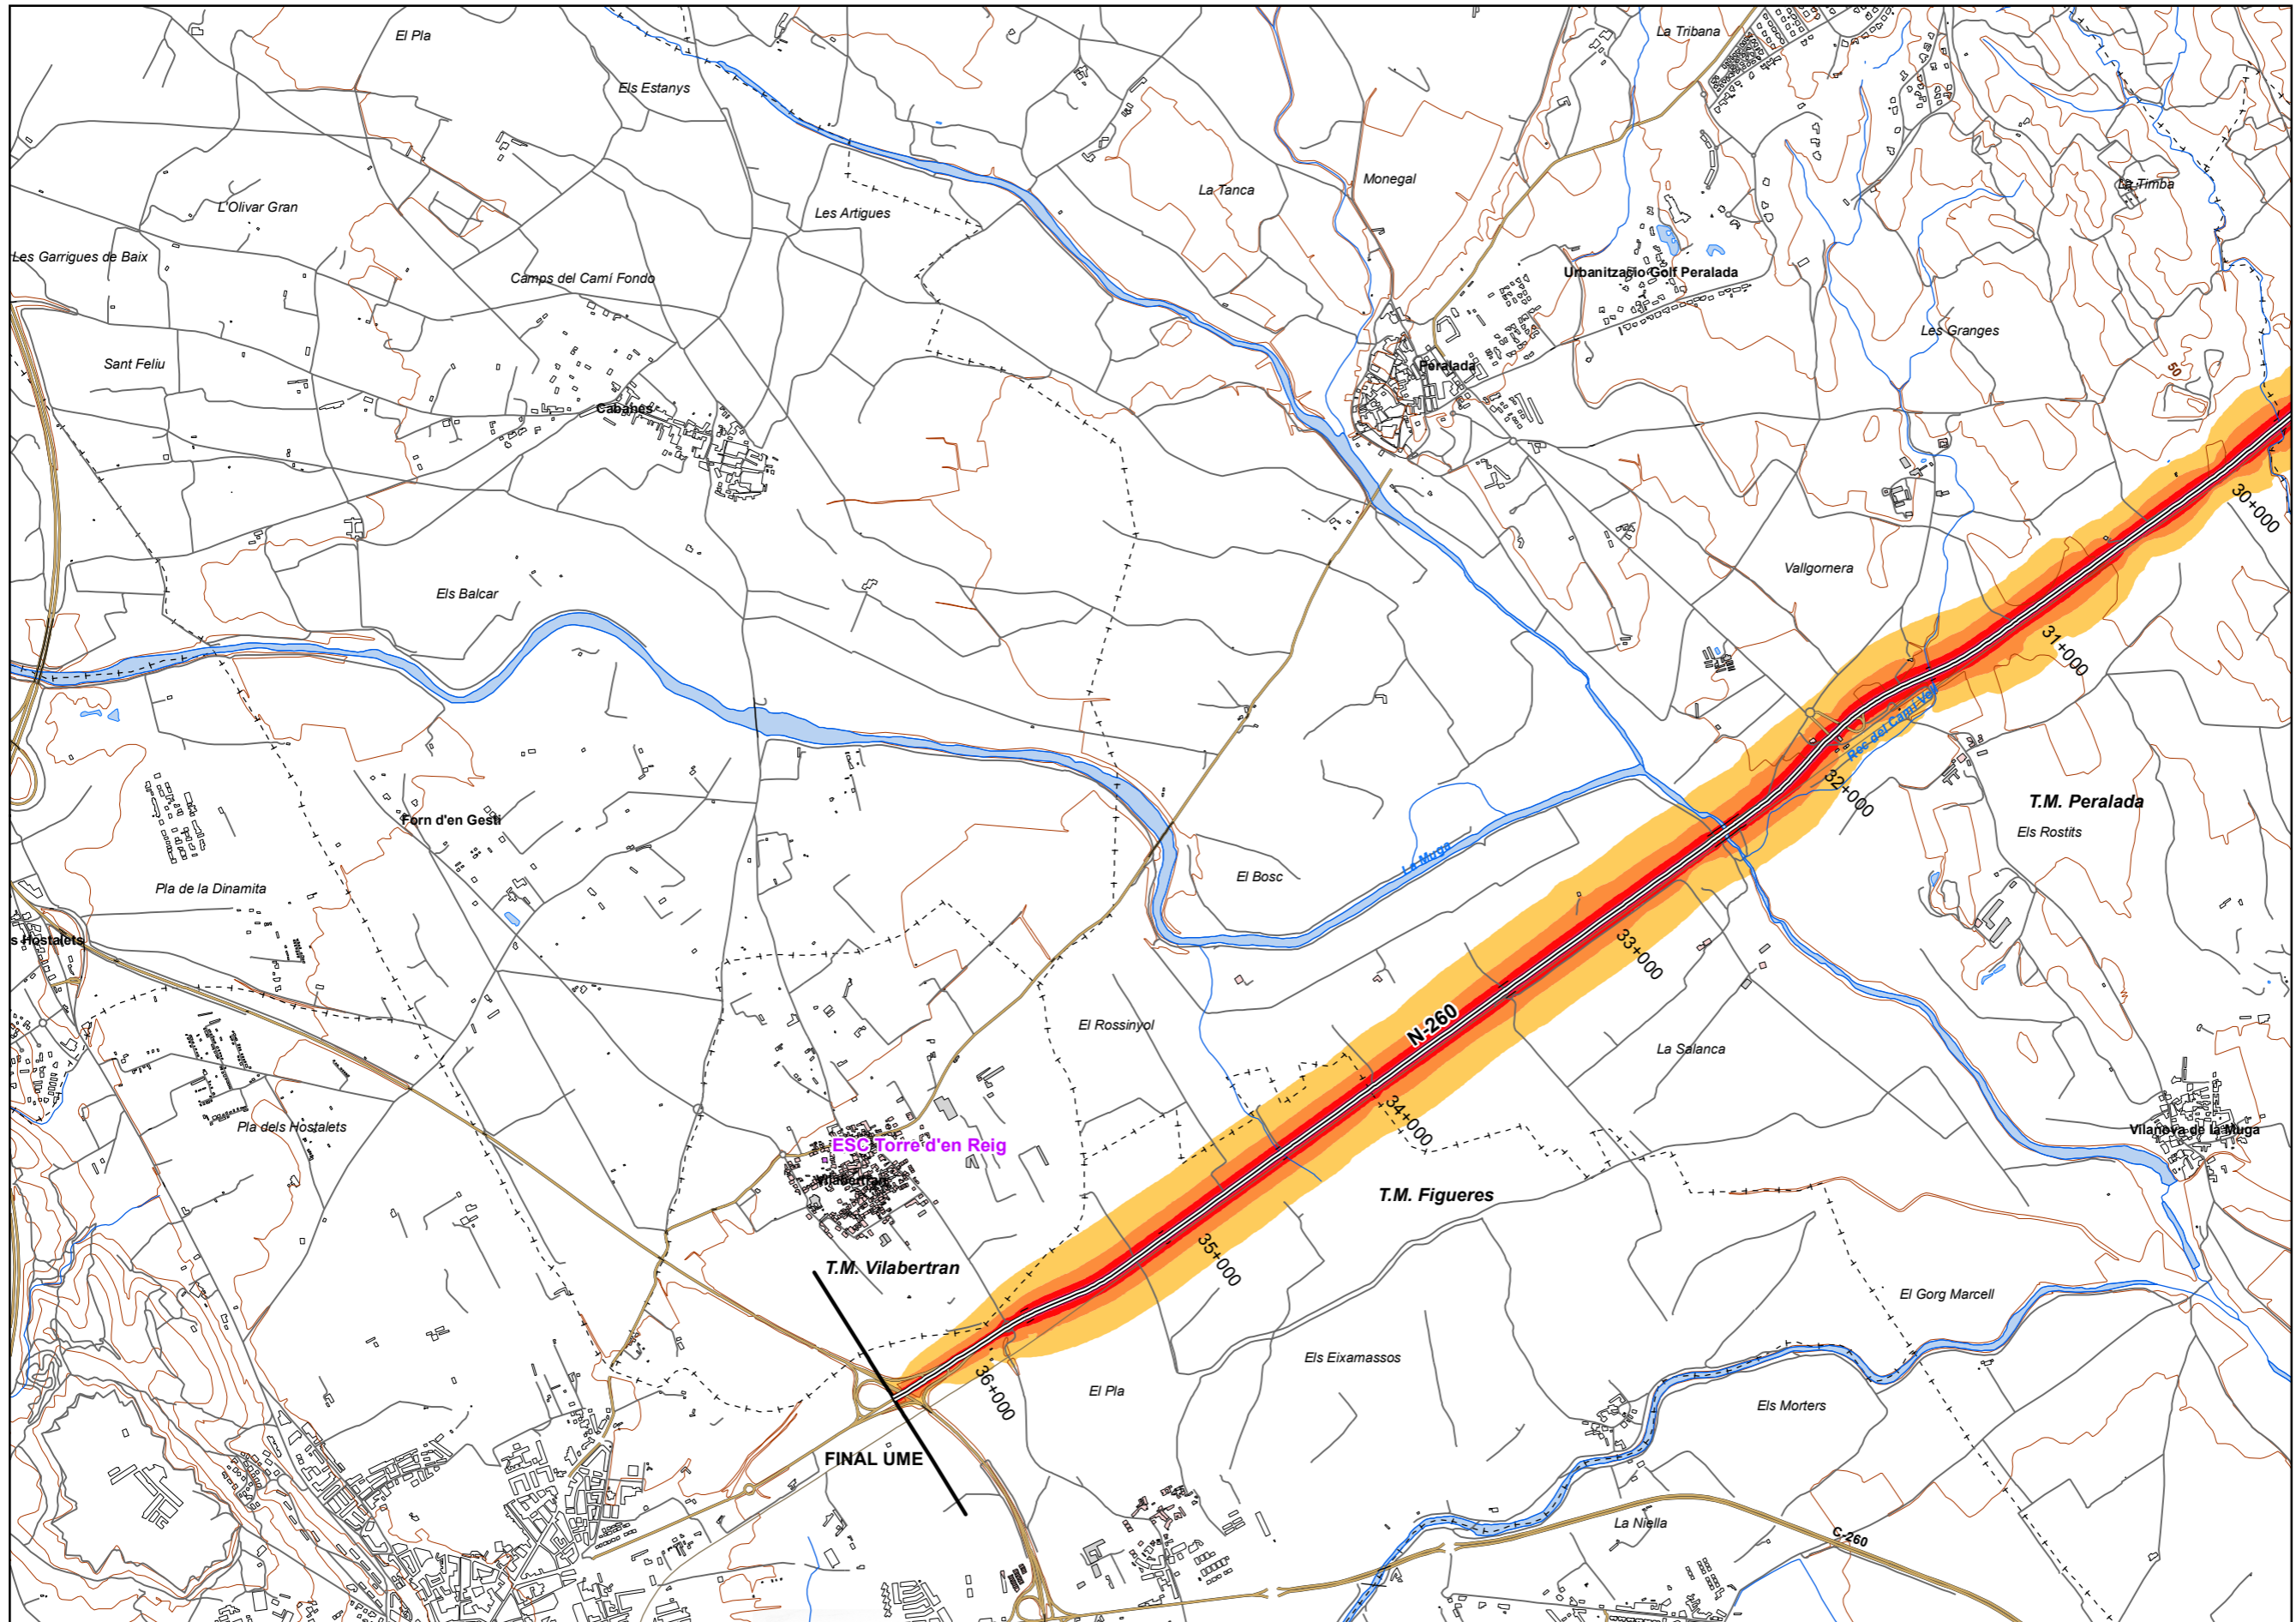 El Pla
La Tribana
Els Estanys
Monegal
La Timba
La Tanca
L'Olivar Gran
Les Artigues
Les Garrigues de Baix
Urbanització Golf Peralada
Camps del Camí Fondo
Les Granges
Sant Feliu
Peralada
50
Cabanes
30+000
Vallgornera
Els Balcar
31+000
Rec del Camí Vell
32+000
T.M. Peralada
Forn d'en Gesti
Els Rostits
La Muga
El Bosc
Pla de la Dinamita
s Hostalets
33+000
N-260
El Rossinyol
La Salanca
34+000
Pla dels Hostalets
Vilanova de la Muga
ESC Torre d'en Reig
Vilabertran
T.M. Figueres
35+000
T.M. Vilabertran
El Gorg Marcell
Els Eixamassos
36+000
El Pla
Els Morters
FINAL UME
La Niella
C-260